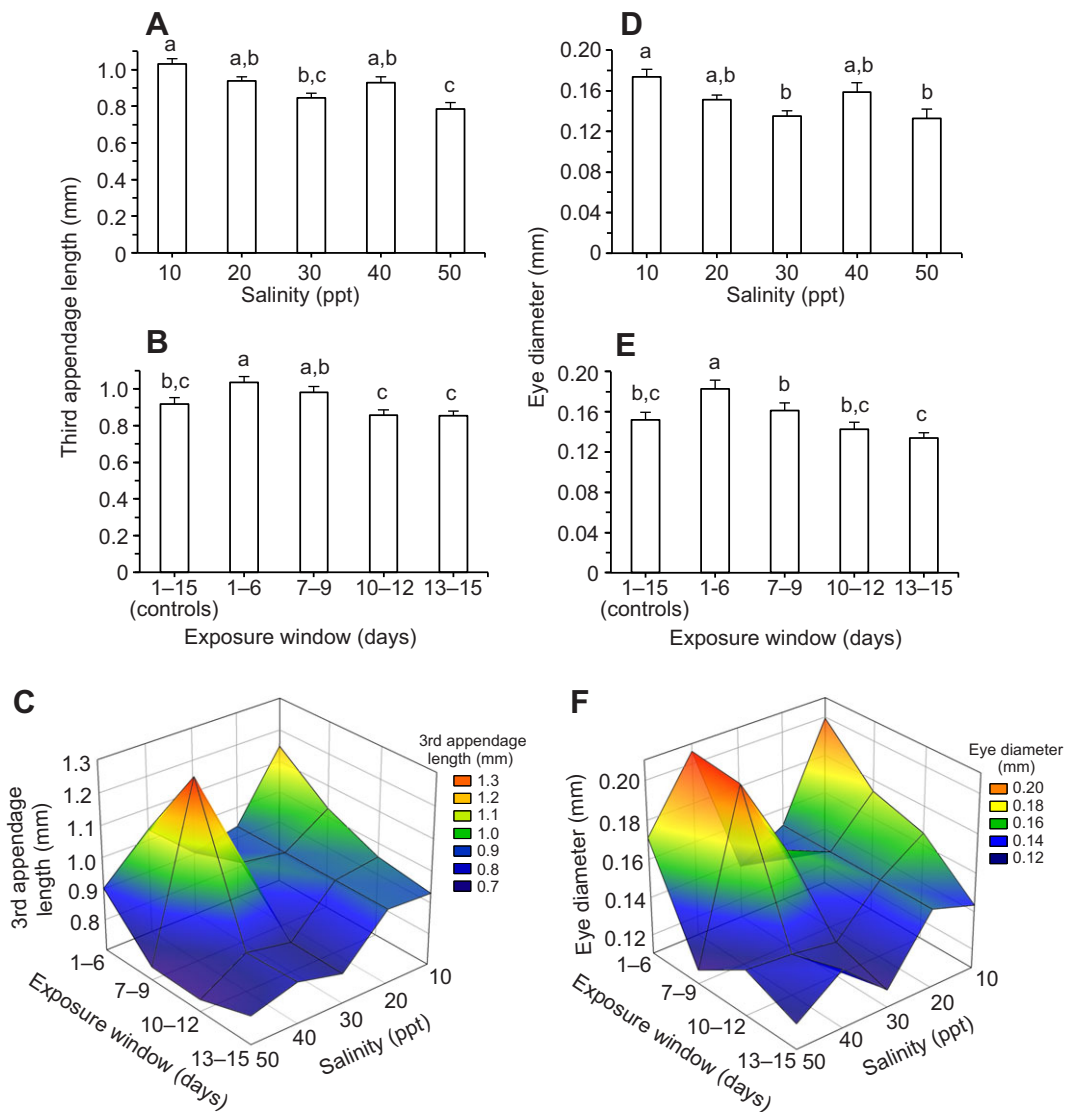 A
Third appendage length (mm)
1.0
0.8
0.6
0.4
0.2
0
a
a,b
b,c
a,b
c
10 20 30 40 50
Salinity (ppt)
B
1.0
0.8
0.6
0.4
0.2
0
b,c
a
a,b
c
c
1–15 1–6 7–9 10–12 13–15
(controls)
Exposure window (days)
C
3rd appendage
length (mm)
1.3
1.2
1.1
1.0
0.9
0.8
1–6
7–9
10–12
13–15
Exposure window (days)
50
40
30
20
10
Salinity (ppt)
3rd appendage
length (mm)
1.3
1.2
1.1
1.0
0.9
0.8
0.7
D
Eye diameter (mm)
0.20
0.16
0.12
0.08
0.04
0
a
a,b
b
a,b
b
10 20 30 40 50
Salinity (ppt)
E
0.20
0.16
0.12
0.08
0.04
0
b,c
a
b
b,c
c
1–15 1-6 7–9 10–12 13–15
(controls)
Exposure window (days)
F
Eye diameter (mm)
0.20
0.18
0.16
0.14
0.12
1–6
7–9
10–12
13–15
Exposure window (days)
50
40
30
20
10
Salinity (ppt)
Eye diameter
(mm)
0.20
0.18
0.16
0.14
0.12